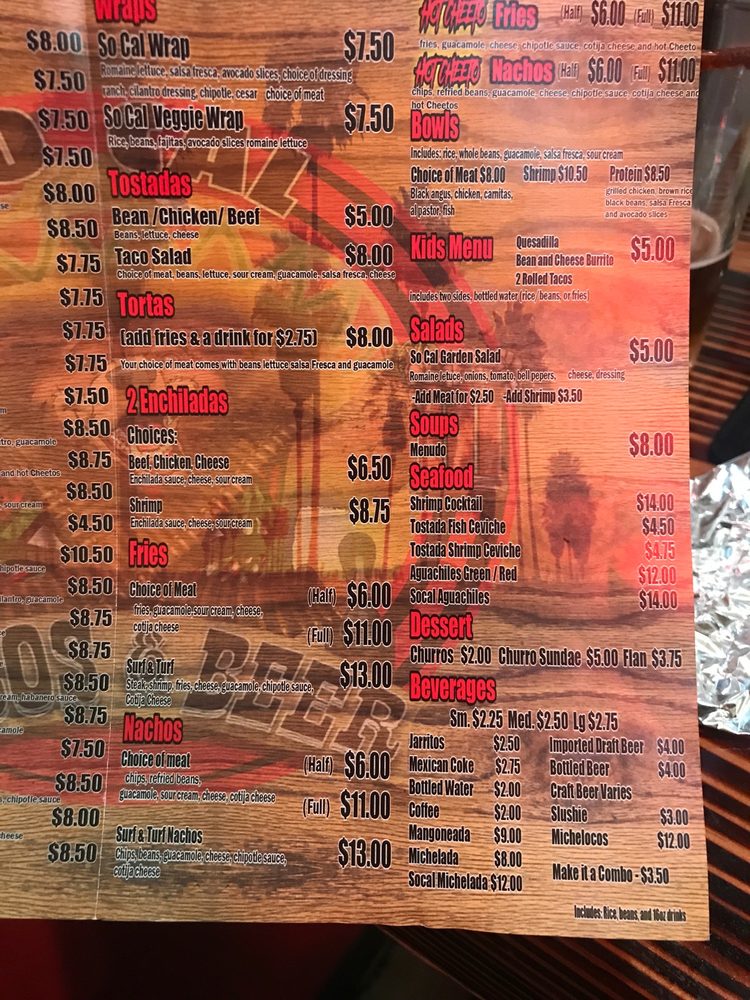 $8.00
$7.50
$7.50
$7.50
$8.00
$8.50
$7.75
$7.75
$7.75
$7.75
$7.50
$8.50
tro, guacamole
$8.75
and hot Cheetos
$8.50
sour cream
$4.50
$10.50
hipotle sauce
$8.50
$8.75
$8.75
$8.50
ream, habanero sauce
$8.75
amole
$7.50
$8.50
chipotle sauce
$8.00
heese
$8.50
Wraps
So Cal Wrap $7.50
Romaine lettuce, salsa fresca, avocado slices, choice of dressing
ranch, cilantro dressing, chipotle, cesar choice of meat
So Cal Veggie Wrap $7.50
Rice, beans, fajitas, avocado slices romaine lettuce
Tostadas
Bean /Chicken/ Beef $5.00
Beans, lettuce, cheese
Taco Salad $8.00
Choice of meat, beans, lettuce, sour cream, guacamole, salsa fresca, cheese
Tortas
(add fries & a drink for $2.75) $8.00
Your choice of meat comes with beans lettuce salsa Fresca and guacamole
2 Enchiladas
Choices:
Beef, Chicken, Cheese $6.50
Enchilada sauce, cheese, sour cream
Shrimp $8.75
Enchilada sauce, cheese, sour cream
Fries
Choice of Meat (Half) $6.00
fries, guacamole, sour cream, cheese,
cotija cheese (Full) $11.00
Surf & Turf $13.00
Steak, shrimp, fries, cheese, guacamole, chipotle sauce,
Cotija Cheese
Nachos
Choice of meat (Half) $6.00
chips, refried beans,
guacamole, sour cream, cheese, cotija cheese (Full) $11.00
Surf & Turf Nachos $13.00
Chips, beans, guacamole, cheese, chipotle sauce,
cotija cheese
HOT CHEETO Fries (Half) $6.00 (Full) $11.00
fries, guacamole, cheese, chipotle sauce, cotija cheese and hot Cheeto
HOT CHEETO Nachos (Half) $6.00 (Full) $11.00
chips, refried beans, guacamole, cheese, chipotle sauce, cotija cheese and
hot Cheetos
Bowls
Includes: rice, whole beans, guacamole, salsa fresca, sour cream
Choice of Meat $8.00 Shrimp $10.50 Protein $8.50
Black angus, chicken, carnitas,
al pastor, fish
grilled chicken, brown rice
black beans, salsa Fresca
and avocado slices
Kids Menu
Quesadilla
Bean and Cheese Burrito $5.00
2 Rolled Tacos
includes two sides, bottled water (rice, beans, or fries)
Salads
So Cal Garden Salad $5.00
Romaine letuce, onions, tomato, bell pepers, cheese, dressing
-Add Meat for $2.50 -Add Shrimp $3.50
Soups
Menudo $8.00
Seafood
Shrimp Cocktail $14.00
Tostada Fish Ceviche $4.50
Tostada Shrimp Ceviche $4.75
Aguachiles Green / Red $12.00
Socal Aguachiles $14.00
Dessert
Churros $2.00 Churro Sundae $5.00 Flan $3.75
Beverages
Sm. $2.25 Med. $2.50 Lg $2.75
Jarritos $2.50
Mexican Coke $2.75
Bottled Water $2.00
Coffee $2.00
Mangoneada $9.00
Michelada $8.00
Socal Michelada $12.00
Imported Draft Beer $4.00
Bottled Beer $4.00
Craft Beer Varies
Slushie $3.00
Michelocos $12.00
Make it a Combo - $3.50
Includes: Rice, beans, and 16oz drinks
CAL
& BEER